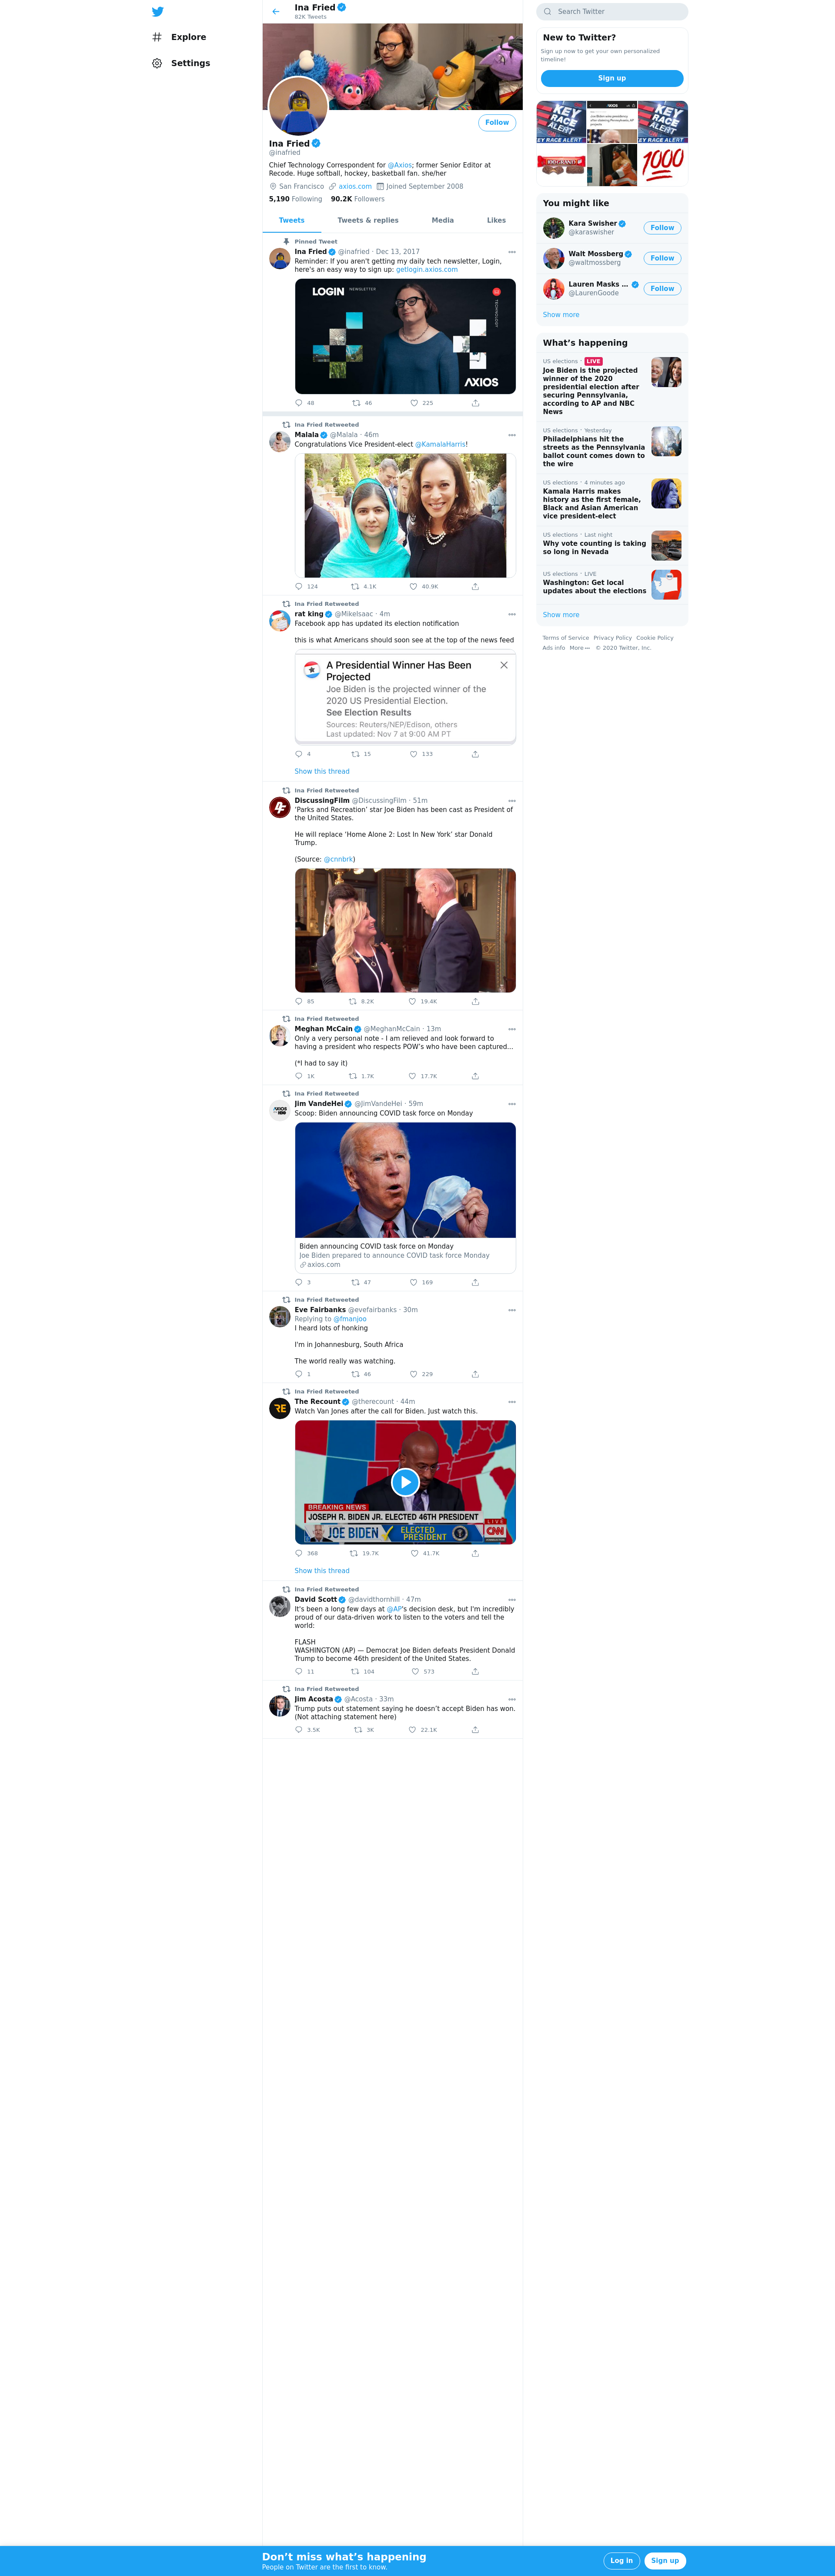 Explore
Settings
Ina Fried
82K Tweets
Follow
Ina Fried
@inafried
Chief Technology Correspondent for @Axios; former Senior Editor at
Recode. Huge softball, hockey, basketball fan. she/her
San Francisco axios.com Joined September 2008
5,190 Following 90.2K Followers
Tweets Tweets & replies Media Likes
Pinned Tweet
Ina Fried @inafried · Dec 13, 2017
Reminder: If you aren't getting my daily tech newsletter, Login,
here's an easy way to sign up: getlogin.axios.com
LOGIN NEWSLETTER
TECHNOLOGY
AXIOS
48 46 225
Ina Fried Retweeted
Malala @Malala · 46m
Congratulations Vice President-elect @KamalaHarris!
124 4.1K 40.9K
Ina Fried Retweeted
rat king @MikeIsaac · 4m
Facebook app has updated its election notification
this is what Americans should soon see at the top of the news feed
A Presidential Winner Has Been
Projected
Joe Biden is the projected winner of the
2020 US Presidential Election.
See Election Results
Sources: Reuters/NEP/Edison, others
Last updated: Nov 7 at 9:00 AM PT
4 15 133
Show this thread
Ina Fried Retweeted
DiscussingFilm @DiscussingFilm · 51m
‘Parks and Recreation’ star Joe Biden has been cast as President of
the United States.
He will replace ‘Home Alone 2: Lost In New York’ star Donald
Trump.
(Source: @cnnbrk)
85 8.2K 19.4K
Ina Fried Retweeted
Meghan McCain @MeghanMcCain · 13m
Only a very personal note - I am relieved and look forward to
having a president who respects POW’s who have been captured...
(*I had to say it)
1K 1.7K 17.7K
Ina Fried Retweeted
Jim VandeHei @JimVandeHei · 59m
Scoop: Biden announcing COVID task force on Monday
Biden announcing COVID task force on Monday
Joe Biden prepared to announce COVID task force Monday
axios.com
3 47 169
Ina Fried Retweeted
Eve Fairbanks @evefairbanks · 30m
Replying to @fmanjoo
I heard lots of honking
I'm in Johannesburg, South Africa
The world really was watching.
1 46 229
Ina Fried Retweeted
The Recount @therecount · 44m
Watch Van Jones after the call for Biden. Just watch this.
BREAKING NEWS
LIVE
JOSEPH R. BIDEN JR. ELECTED 46TH PRESIDENT
CNN
JOE BIDEN ELECTED PRESIDENT
368 19.7K 41.7K
Show this thread
Ina Fried Retweeted
David Scott @davidthornhill · 47m
It's been a long few days at @AP's decision desk, but I'm incredibly
proud of our data-driven work to listen to the voters and tell the
world:
FLASH
WASHINGTON (AP) — Democrat Joe Biden defeats President Donald
Trump to become 46th president of the United States.
11 104 573
Ina Fried Retweeted
Jim Acosta @Acosta · 33m
Trump puts out statement saying he doesn’t accept Biden has won.
(Not attaching statement here)
3.5K 3K 22.1K
Search Twitter
New to Twitter?
Sign up now to get your own personalized
timeline!
Sign up
KEY RACE ALERT
KEY RACE ALERT
100 GRAND
1000
You might like
Kara Swisher
@karaswisher
Follow
Walt Mossberg
@waltmossberg
Follow
Lauren Masks ...
@LaurenGoode
Follow
Show more
What’s happening
US elections · LIVE
Joe Biden is the projected
winner of the 2020
presidential election after
securing Pennsylvania,
according to AP and NBC
News
US elections · Yesterday
Philadelphians hit the
streets as the Pennsylvania
ballot count comes down to
the wire
US elections · 4 minutes ago
Kamala Harris makes
history as the first female,
Black and Asian American
vice president-elect
US elections · Last night
Why vote counting is taking
so long in Nevada
US elections · LIVE
Washington: Get local
updates about the elections
Show more
Terms of Service Privacy Policy Cookie Policy
Ads info More ••• © 2020 Twitter, Inc.
Don’t miss what’s happening
People on Twitter are the first to know.
Log in
Sign up